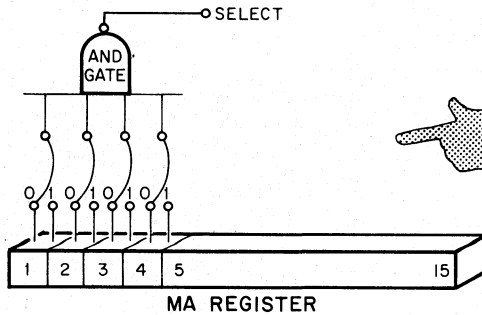 SELECT
AND
GATE
0 1 0 1 0 1 0 1
1 2 3 4 5 15
MA REGISTER